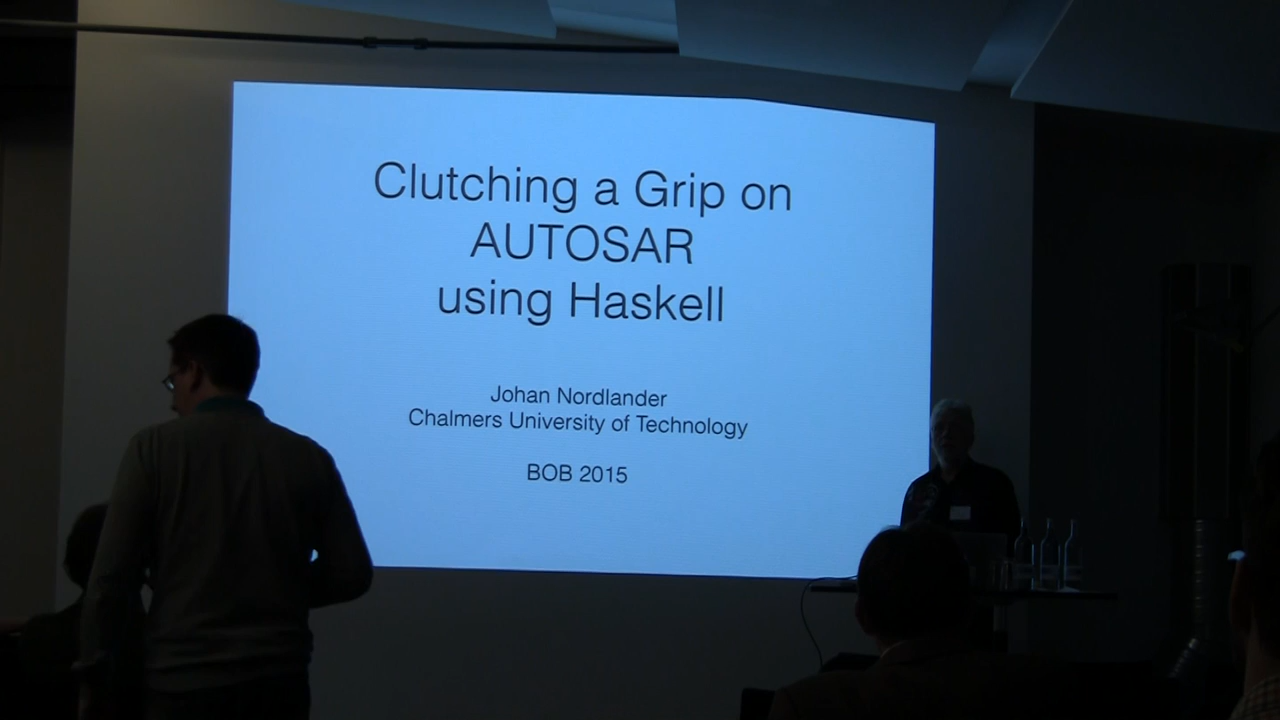 Clutching a Grip on
AUTOSAR
using Haskell
Johan Nordlander
Chalmers University of Technology
BOB 2015